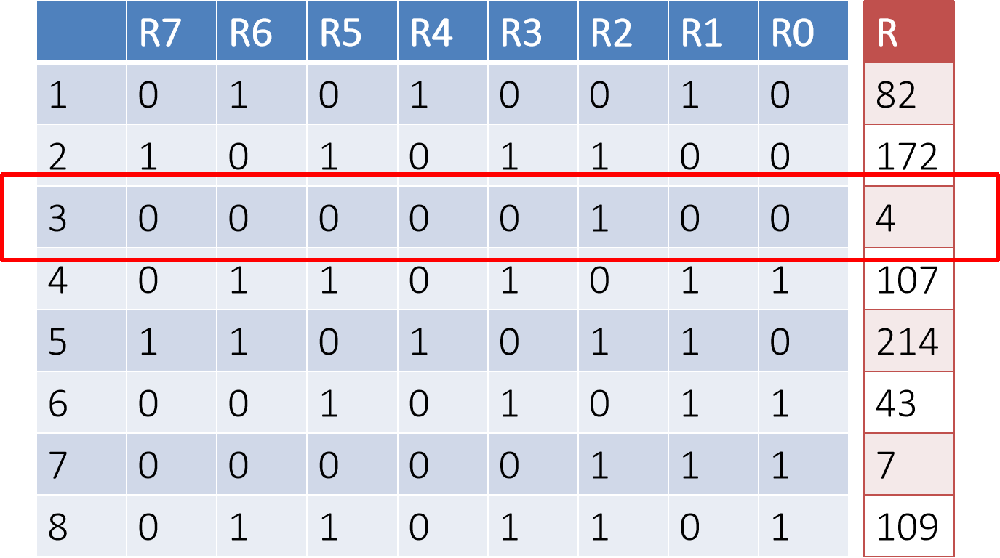 R7 R6 R5 R4 R3 R2 R1 R0 R
1 0 1 0 1 0 0 1 0 82
2 1 0 1 0 1 1 0 0 172
3 0 0 0 0 0 1 0 0 4
4 0 1 1 0 1 0 1 1 107
5 1 1 0 1 0 1 1 0 214
6 0 0 1 0 1 0 1 1 43
7 0 0 0 0 0 1 1 1 7
8 0 1 1 0 1 1 0 1 109